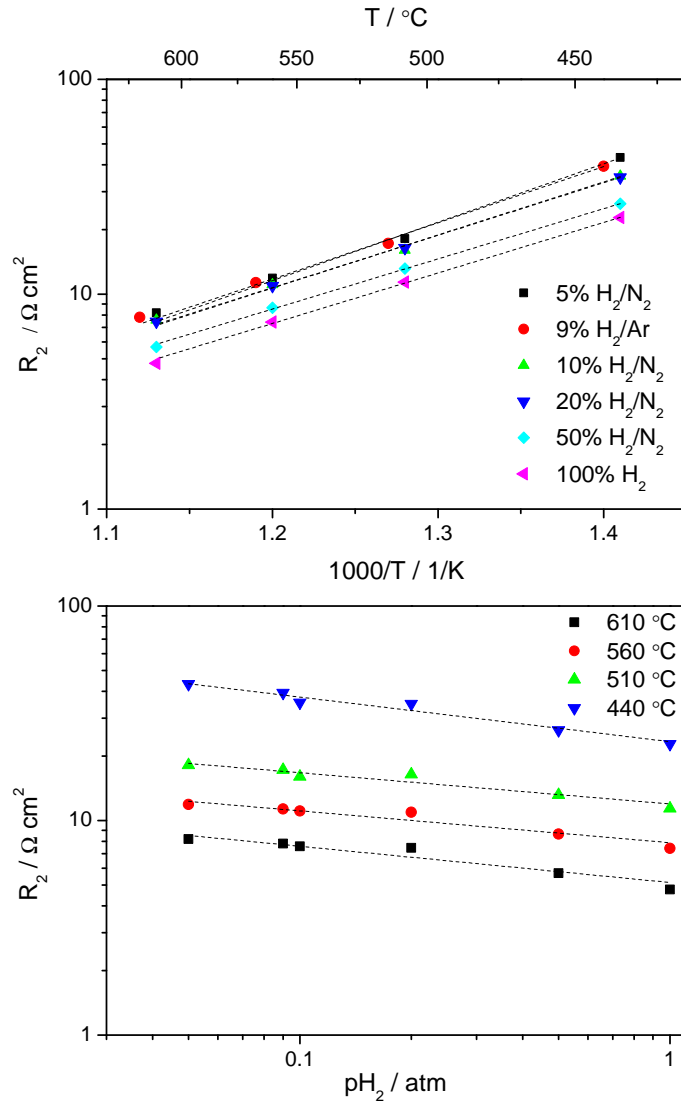 T / °C
600 550 500 450
100
10
1
R₂ / Ω cm²
5% H₂/N₂
9% H₂/Ar
10% H₂/N₂
20% H₂/N₂
50% H₂/N₂
100% H₂
1.1 1.2 1.3 1.4
1000/T / 1/K
100
10
1
R₂ / Ω cm²
610 °C
560 °C
510 °C
440 °C
0.1 1
pH₂ / atm